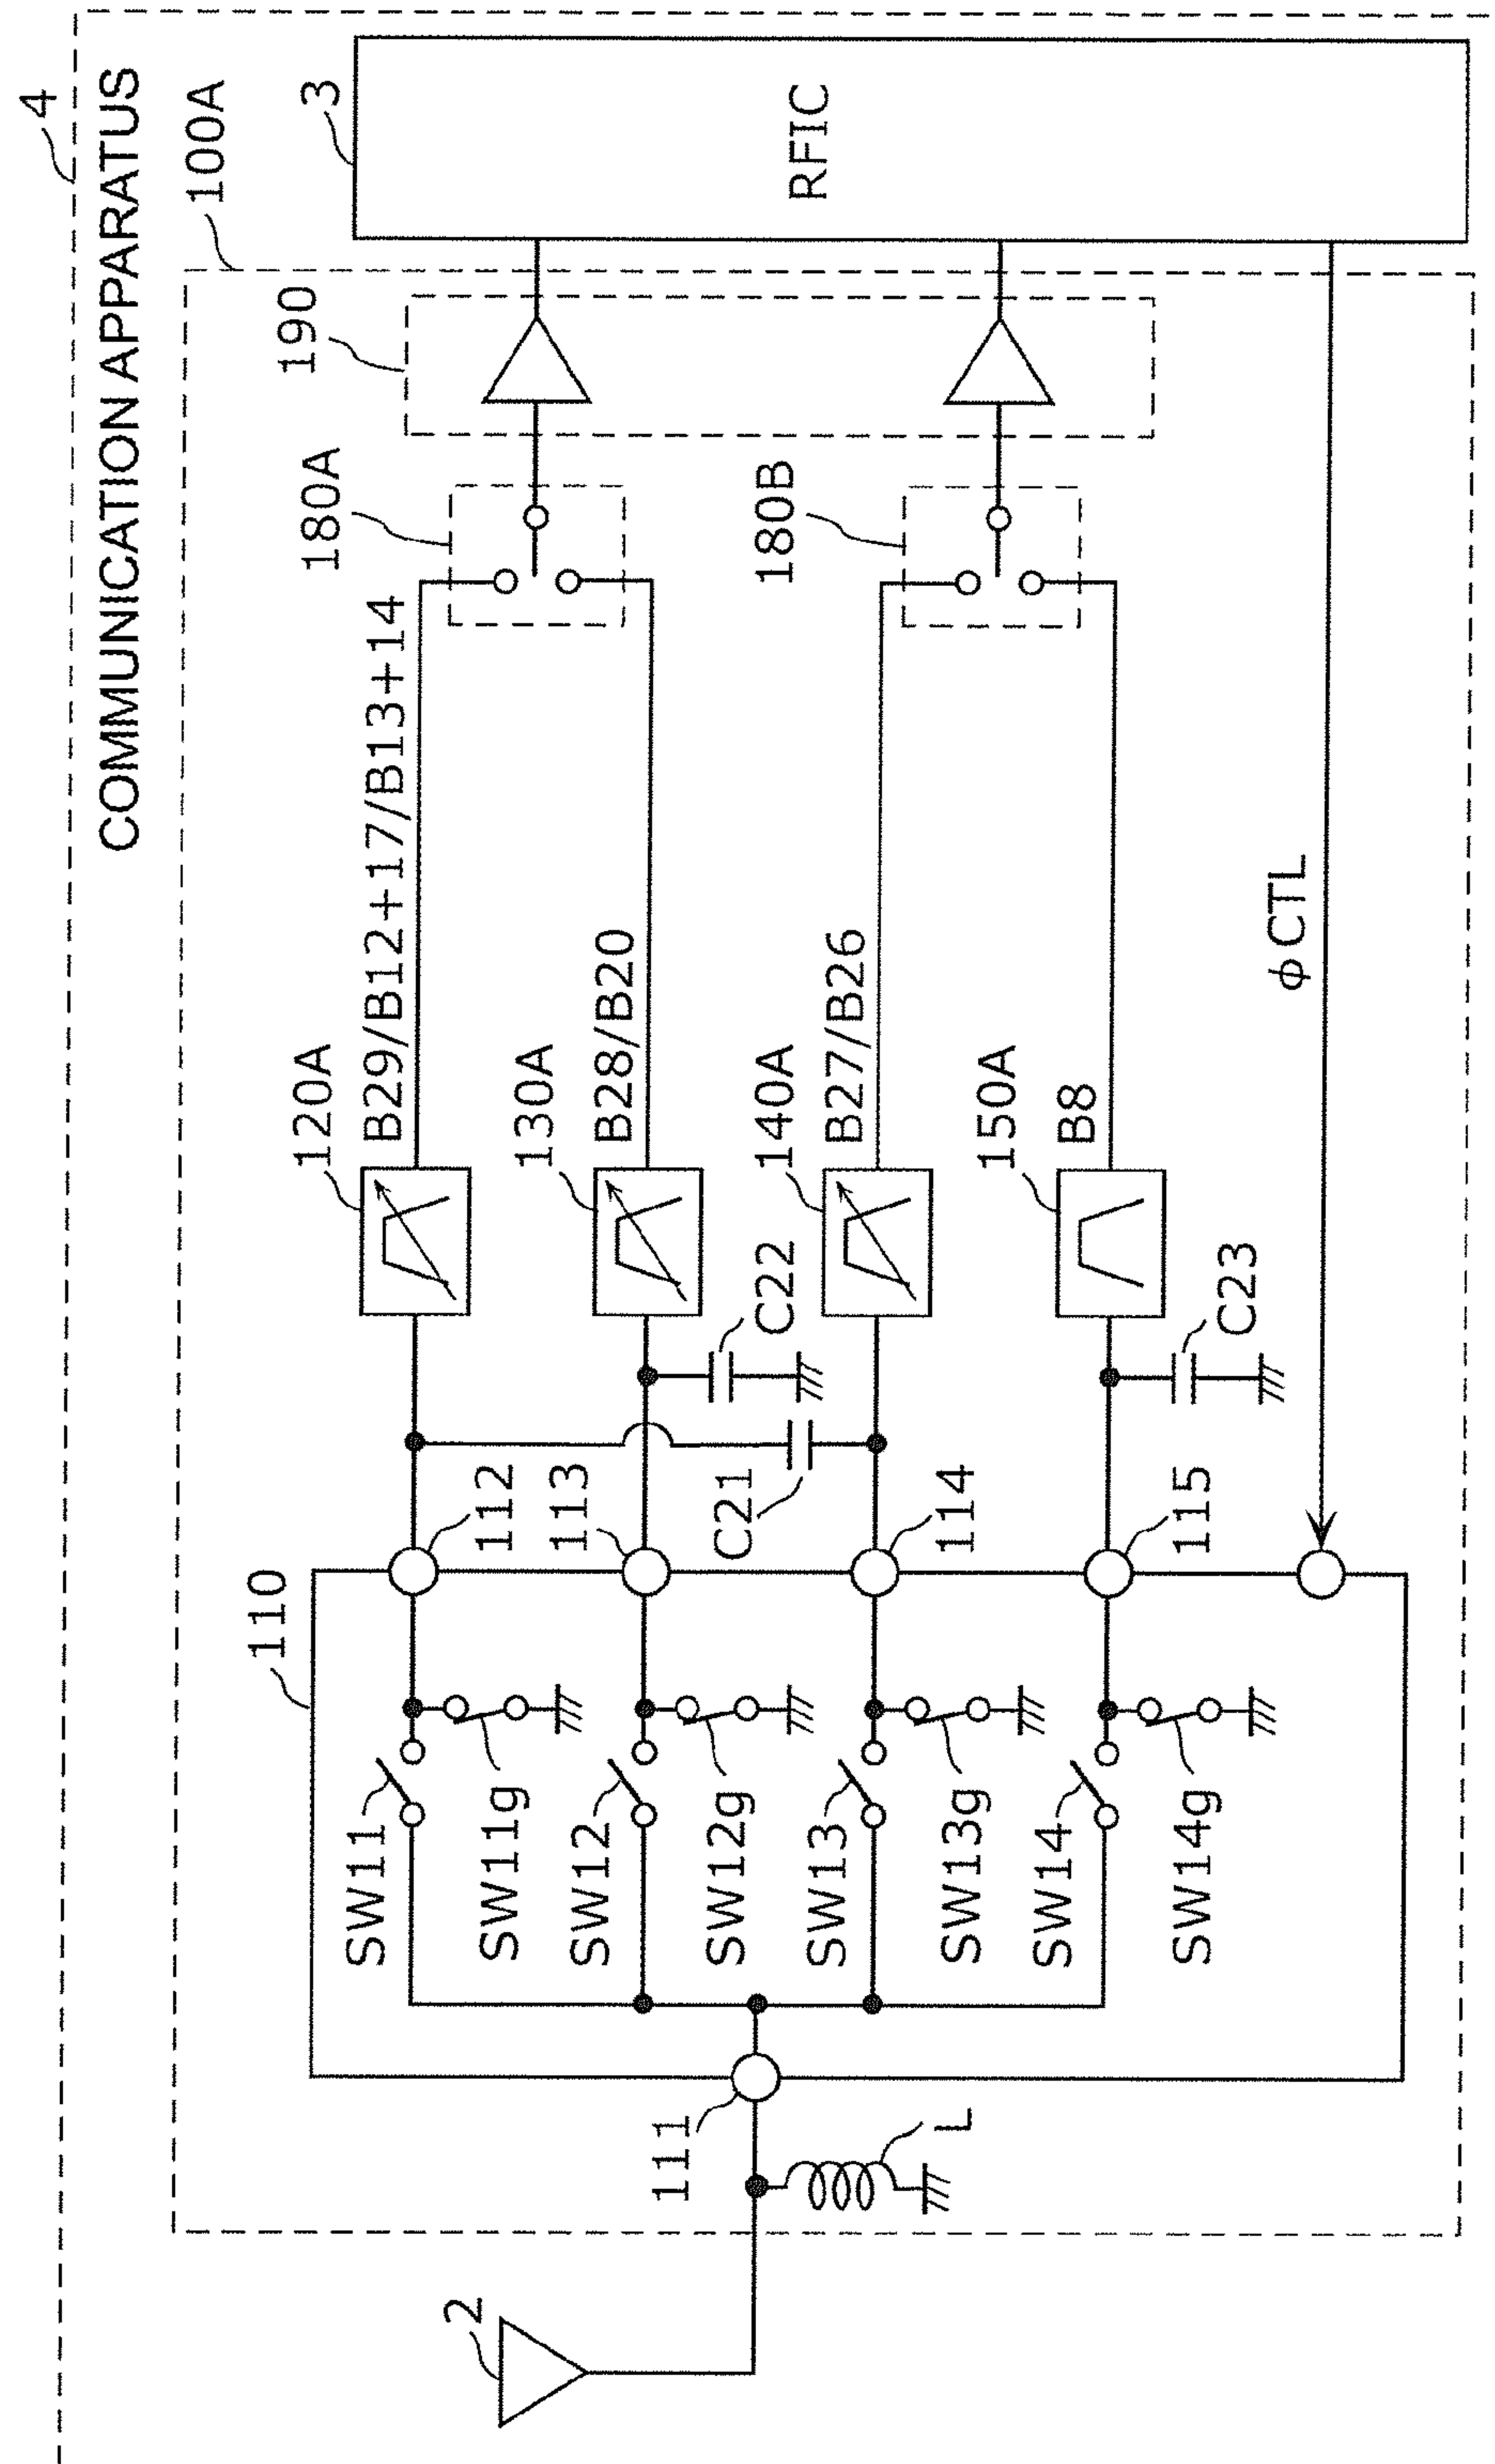 4
COMMUNICATION APPARATUS
100A
3
RFIC
190
180A
180B
120A
B29/B12+17/B13+14
130A
B28/B20
140A
B27/B26
150A
B8
C22
C23
C21
φCTL
110
112
113
114
115
SW11
SW11g
SW12
SW12g
SW13
SW13g
SW14
SW14g
111
L
2